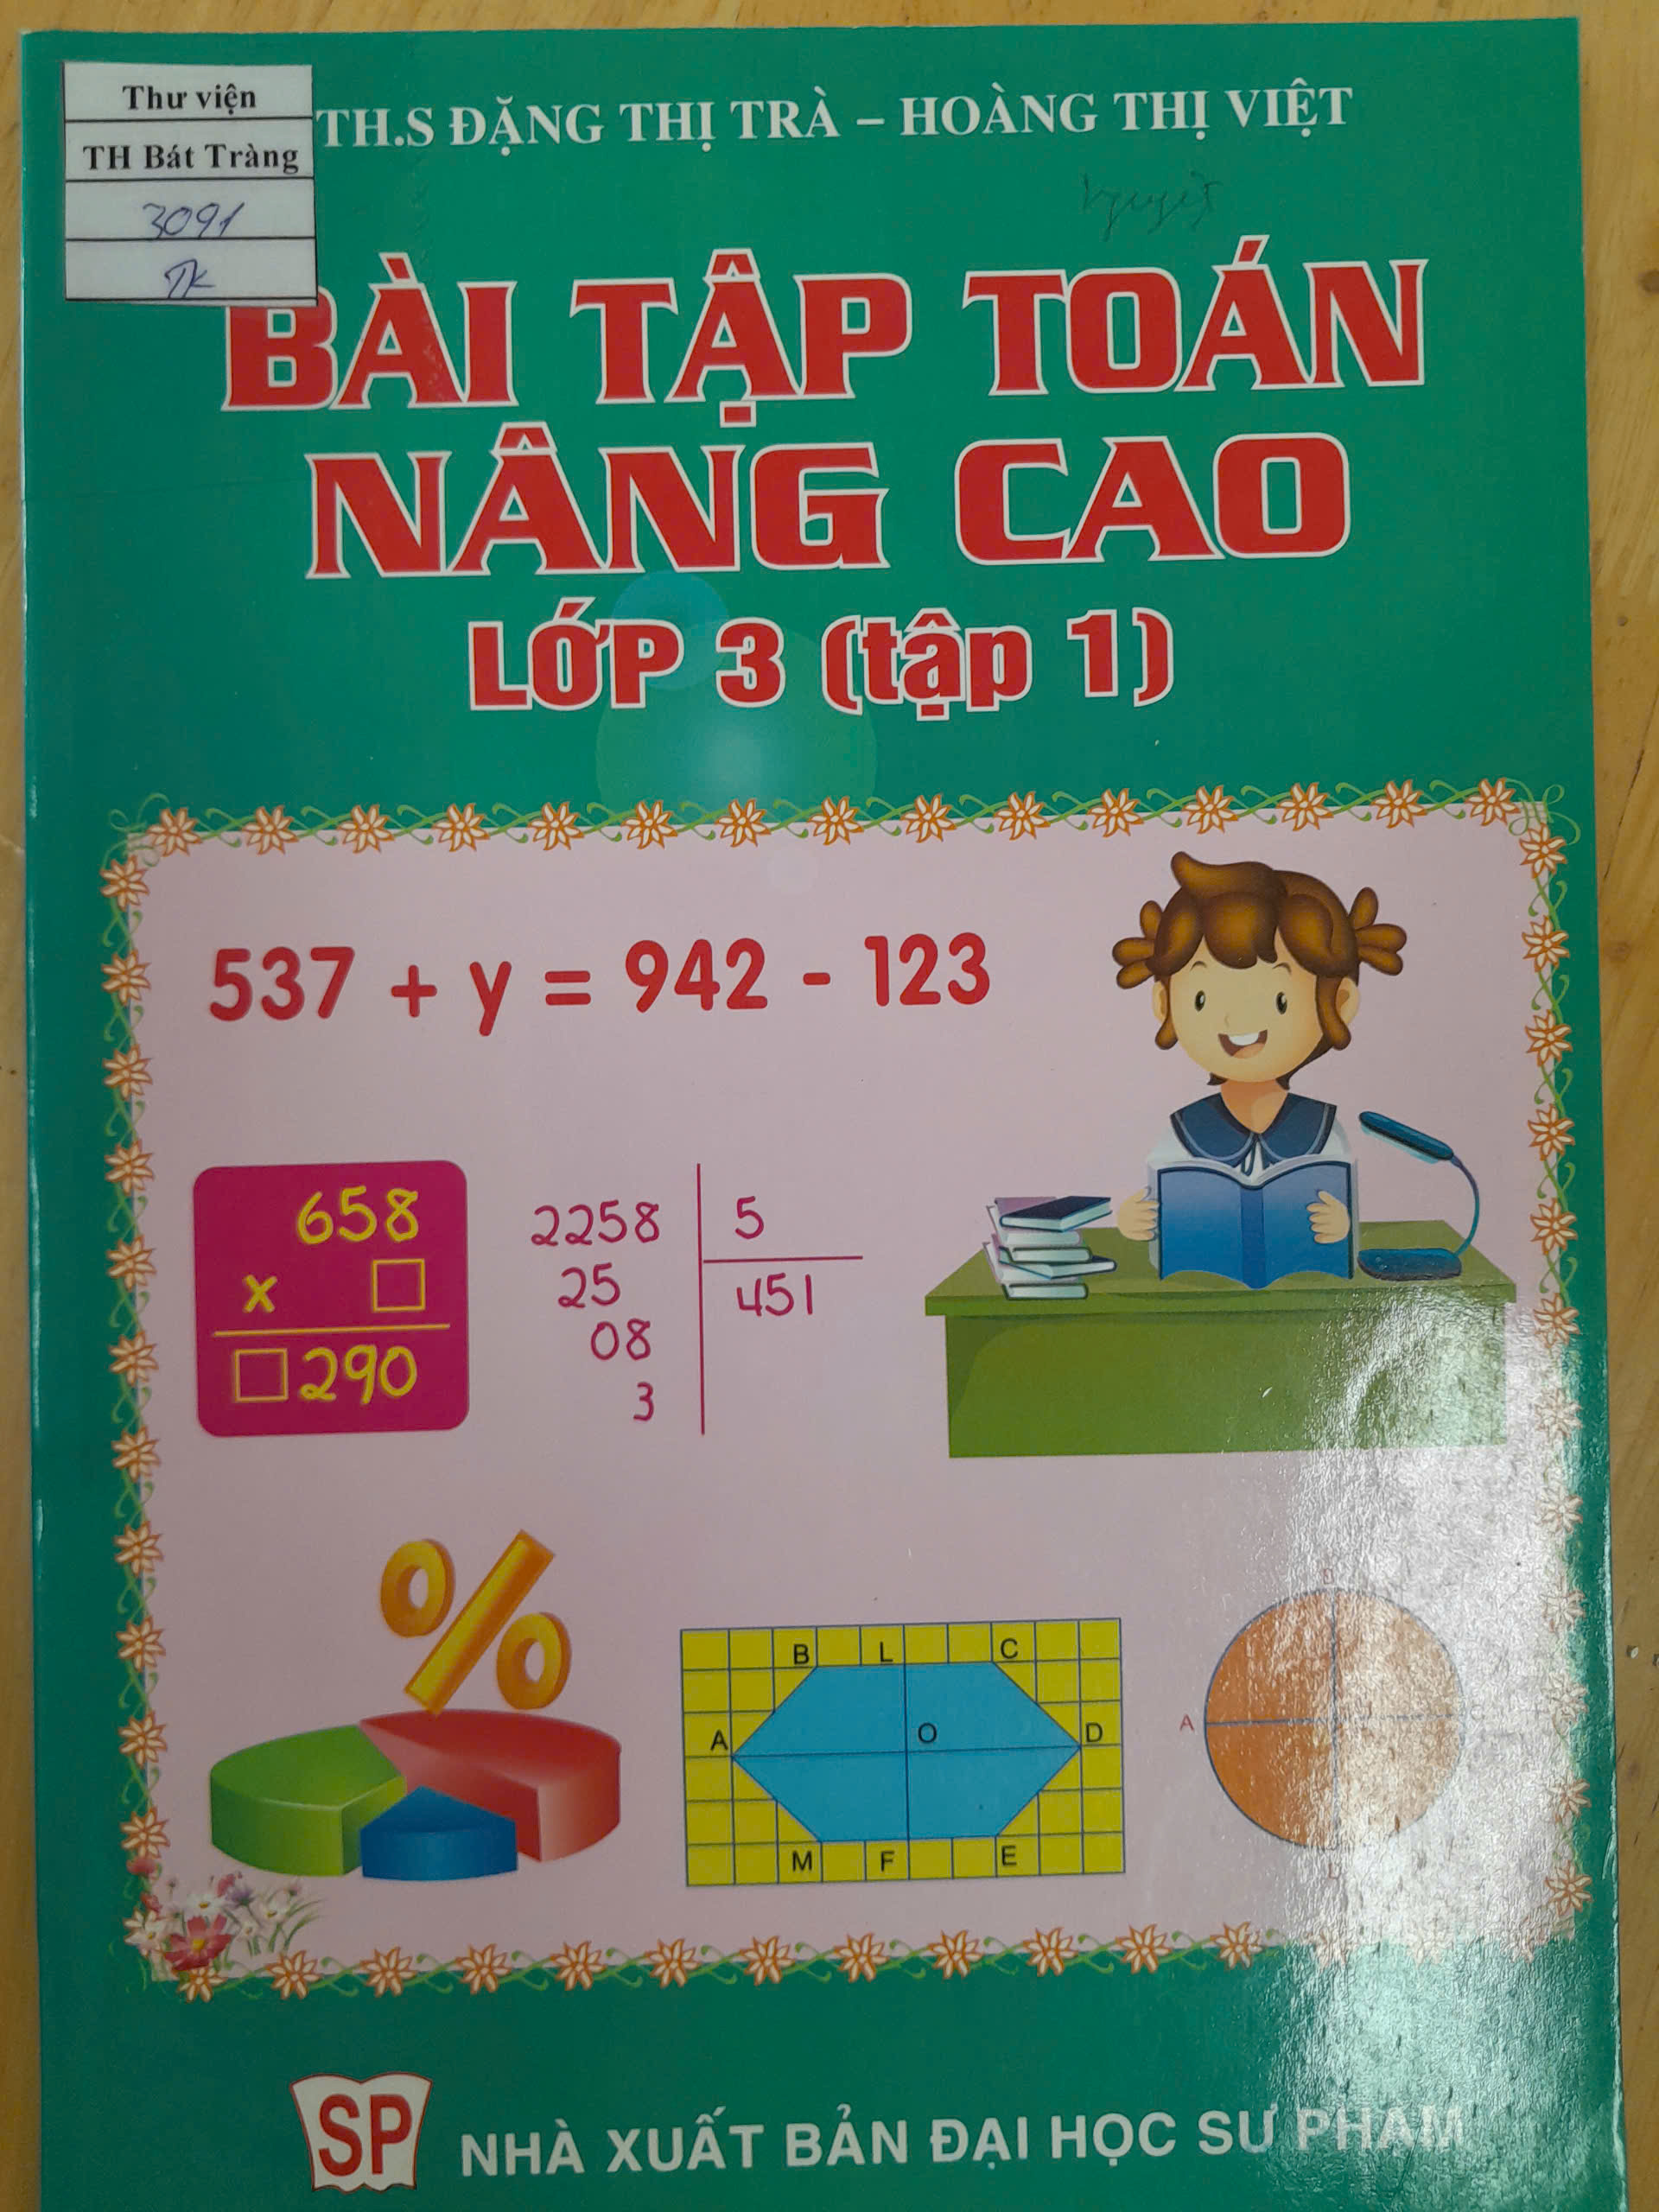 Thư viện
TH Bát Tràng
3091
TK
TH.S ĐẶNG THỊ TRÀ – HOÀNG THỊ VIỆT
BÀI TẬP TOÁN
NÂNG CAO
LỚP 3 (tập 1)
537 + y = 942 - 123
658
x □
□290
2258 5
25 451
08
3
%
B L C
A O D
M F E
A
SP
NHÀ XUẤT BẢN ĐẠI HỌC SƯ PHẠM